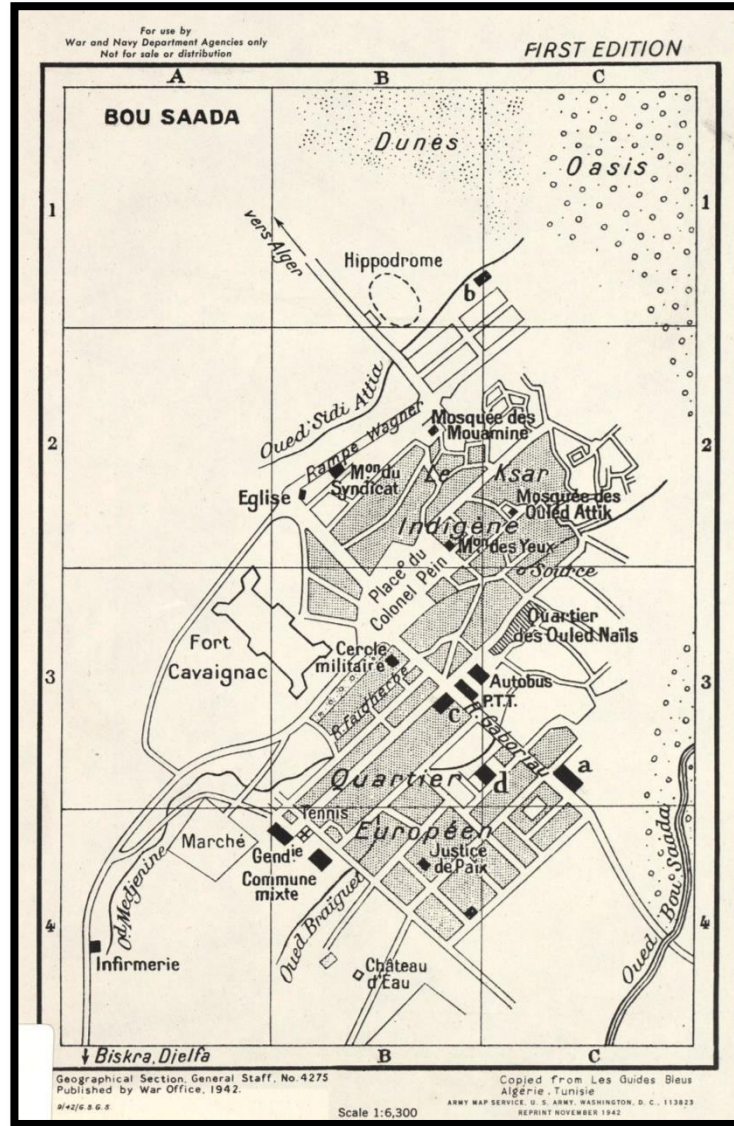 For use by
War and Navy Department Agencies only
Not for sale or distribution
FIRST EDITION
A B C
BOU SAADA
Dunes
Oasis
1 1
vers Alger
Hippodrome
b
Oued Sidi Attia
Rampe Wagner
Mosquée des
Mouamine
2 2
Mon du
Syndicat
Le Ksar
Eglise
Mosquée des
Ouled Attik
Indigène
Mon des Yeux
Place du
Colonel Pein
Source
Quartier
des Ouled Naïls
Fort
Cavaignac
Cercle
militaire
3 3
Autobus
P.T.T.
R. Faidherbe
c
R. Gaboriau
a
Quartier
d
Tennis
Européen
Marché
Gendie
Justice
de Paix
Commune
mixte
Od Medjenine
Oued Braïguet
Oued Bou Saada
4 4
Infirmerie
Château
d'Eau
Biskra, Djelfa
B C
Geographical Section, General Staff, No. 4275
Published by War Office, 1942.
9/42/G.S.G.S.
Scale 1:6,300
Copied from Les Guides Bleus
Algérie, Tunisie
ARMY MAP SERVICE, U. S. ARMY, WASHINGTON, D. C., 113823
REPRINT NOVEMBER 1942